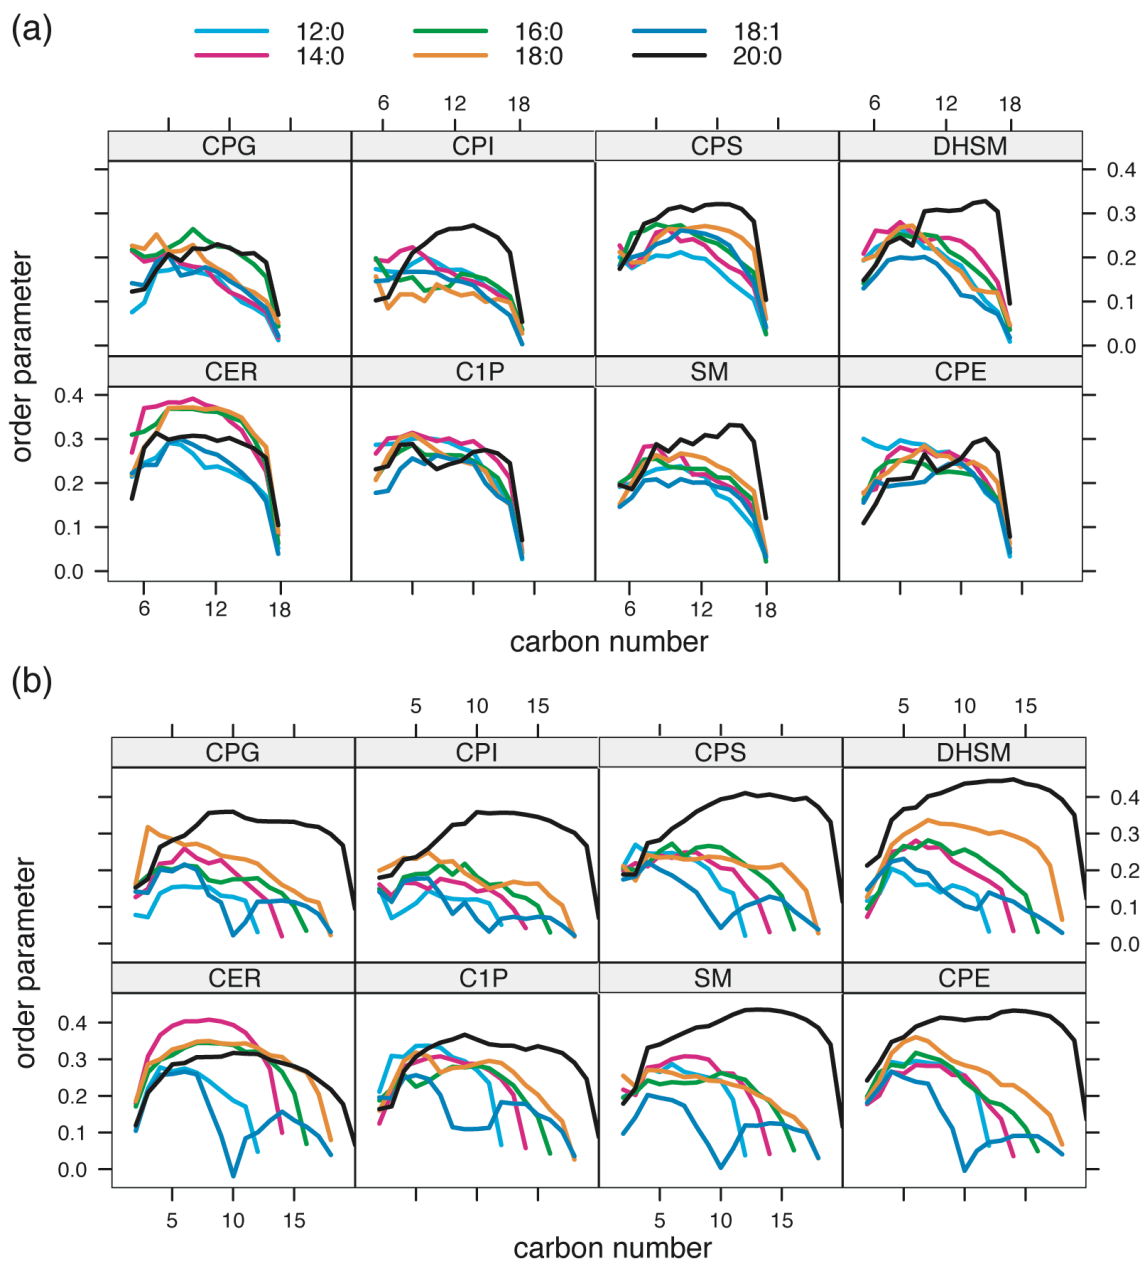 (a)
12:0 16:0 18:1
14:0 18:0 20:0
6 12 18 6 12 18
CPG CPI CPS DHSM
0.4
0.3
0.2
0.1
0.0
order parameter
CER C1P SM CPE
0.4
0.3
0.2
0.1
0.0
6 12 18 6 12 18
carbon number
(b)
5 10 15 5 10 15
CPG CPI CPS DHSM
0.4
0.3
0.2
0.1
0.0
order parameter
CER C1P SM CPE
0.4
0.3
0.2
0.1
0.0
5 10 15 5 10 15
carbon number